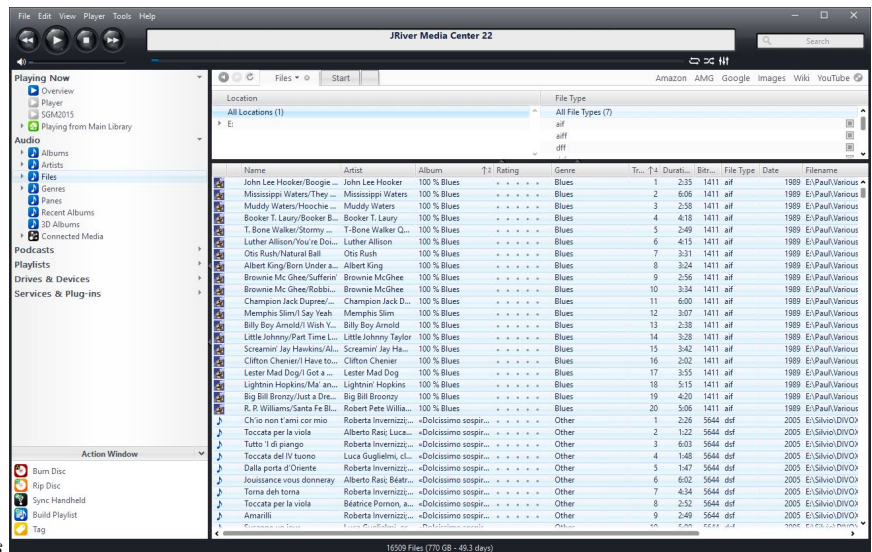 File Edit View Player Tools Help
JRiver Media Center 22
Search
Playing Now
Overview
Player
SGM2015
Playing from Main Library
Audio
Albums
Artists
Files
Genres
Panes
Recent Albums
3D Albums
Connected Media
Podcasts
Playlists
Drives & Devices
Services & Plug-ins
Action Window
Burn Disc
Rip Disc
Sync Handheld
Build Playlist
Tag
Files Start Amazon AMG Google Images Wiki YouTube
Location File Type
All Locations (1) All File Types (7)
E: aif
aiff
dff
Name Artist Album Rating Genre Tr... Durati... Bitr... File Type Date Filename
John Lee Hooker/Boogie ... John Lee Hooker 100 % Blues Blues 1 2:35 1411 aif 1989 E:\Paul\Various
Mississippi Waters/They ... Mississippi Waters 100 % Blues Blues 2 6:06 1411 aif 1989 E:\Paul\Various
Muddy Waters/Hoochie ... Muddy Waters 100 % Blues Blues 3 2:58 1411 aif 1989 E:\Paul\Various
Booker T. Laury/Booker B... Booker T. Laury 100 % Blues Blues 4 4:18 1411 aif 1989 E:\Paul\Various
T. Bone Walker/Stormy ... T-Bone Walker Q... 100 % Blues Blues 5 2:49 1411 aif 1989 E:\Paul\Various
Luther Allison/You're Doi... Luther Allison 100 % Blues Blues 6 4:15 1411 aif 1989 E:\Paul\Various
Otis Rush/Natural Ball Otis Rush 100 % Blues Blues 7 3:31 1411 aif 1989 E:\Paul\Various
Albert King/Born Under a... Albert King 100 % Blues Blues 8 3:24 1411 aif 1989 E:\Paul\Various
Brownie Mc Ghee/Sufferin' Brownie McGhee 100 % Blues Blues 9 2:56 1411 aif 1989 E:\Paul\Various
Brownie Mc Ghee/Robbi... Brownie McGhee 100 % Blues Blues 10 3:34 1411 aif 1989 E:\Paul\Various
Champion Jack Dupree/... Champion Jack D... 100 % Blues Blues 11 6:00 1411 aif 1989 E:\Paul\Various
Memphis Slim/I Say Yeah Memphis Slim 100 % Blues Blues 12 3:07 1411 aif 1989 E:\Paul\Various
Billy Boy Arnold/I Wish Y... Billy Boy Arnold 100 % Blues Blues 13 2:38 1411 aif 1989 E:\Paul\Various
Little Johnny/Part Time L... Little Johnny Taylor 100 % Blues Blues 14 3:28 1411 aif 1989 E:\Paul\Various
Screamin' Jay Hawkins/Al... Screamin' Jay Ha... 100 % Blues Blues 15 3:42 1411 aif 1989 E:\Paul\Various
Clifton Chenier/I Have to... Clifton Chenier 100 % Blues Blues 16 2:02 1411 aif 1989 E:\Paul\Various
Lester Mad Dog/I Got a ... Lester Mad Dog 100 % Blues Blues 17 3:55 1411 aif 1989 E:\Paul\Various
Lightnin Hopkins/Ma' an... Lightnin' Hopkins 100 % Blues Blues 18 5:15 1411 aif 1989 E:\Paul\Various
Big Bill Bronzy/Just a Dre... Big Bill Broonzy 100 % Blues Blues 19 4:20 1411 aif 1989 E:\Paul\Various
R. P. Williams/Santa Fe Bl... Robert Pete Willia... 100 % Blues Blues 20 5:06 1411 aif 1989 E:\Paul\Various
Ch'io non t'ami cor mio Roberta Invernizzi;... «Dolcissimo sospir... Other 1 2:26 5644 dsf 2005 E:\Silvio\DIVOX
Toccata per la viola Alberto Rasi; Luca... «Dolcissimo sospir... Other 2 1:22 5644 dsf 2005 E:\Silvio\DIVOX
Tutto 'l dì piango Roberta Invernizzi;... «Dolcissimo sospir... Other 3 6:03 5644 dsf 2005 E:\Silvio\DIVOX
Toccata del IV tuono Luca Guglielmi, cl... «Dolcissimo sospir... Other 4 1:48 5644 dsf 2005 E:\Silvio\DIVOX
Dalla porta d'Oriente Roberta Invernizzi;... «Dolcissimo sospir... Other 5 1:47 5644 dsf 2005 E:\Silvio\DIVOX
Jouissance vous donneray Alberto Rasi; Béatr... «Dolcissimo sospir... Other 6 6:02 5644 dsf 2005 E:\Silvio\DIVOX
Torna deh torna Roberta Invernizzi;... «Dolcissimo sospir... Other 7 4:34 5644 dsf 2005 E:\Silvio\DIVOX
Toccata per la viola Béatrice Pornon, a... «Dolcissimo sospir... Other 8 2:52 5644 dsf 2005 E:\Silvio\DIVOX
Amarilli Roberta Invernizzi;... «Dolcissimo sospir... Other 9 2:49 5644 dsf 2005 E:\Silvio\DIVOX
16509 Files (770 GB - 49.3 days)